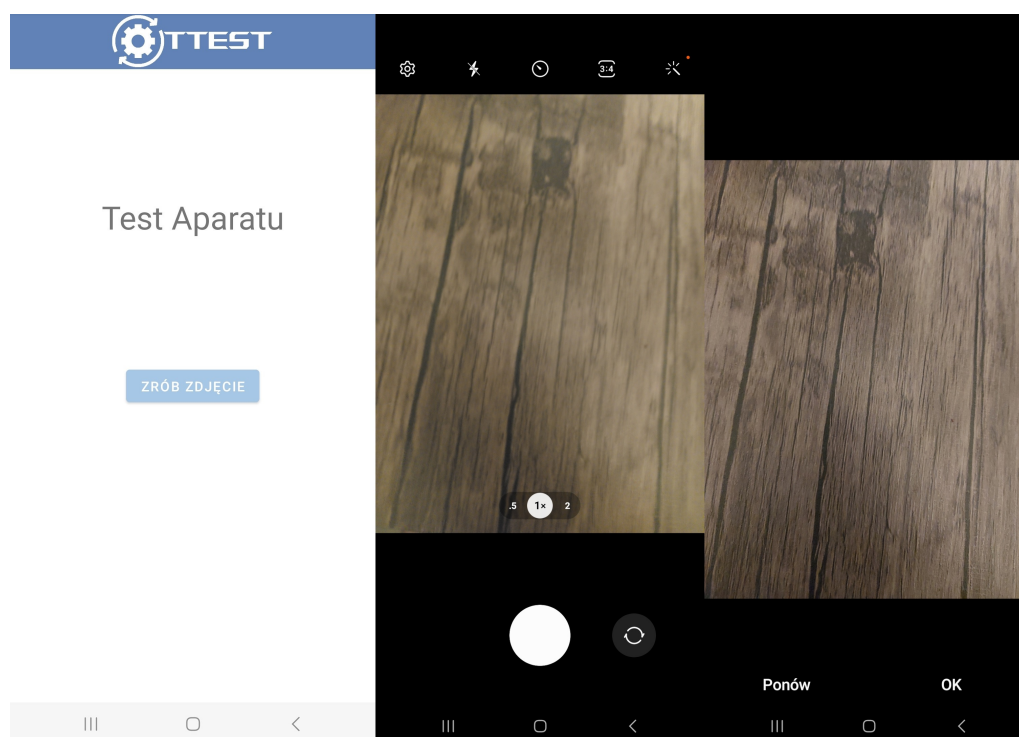 TTEST
Test Aparatu
ZRÓB ZDJĘCIE
3:4
.5 1× 2
Ponów OK